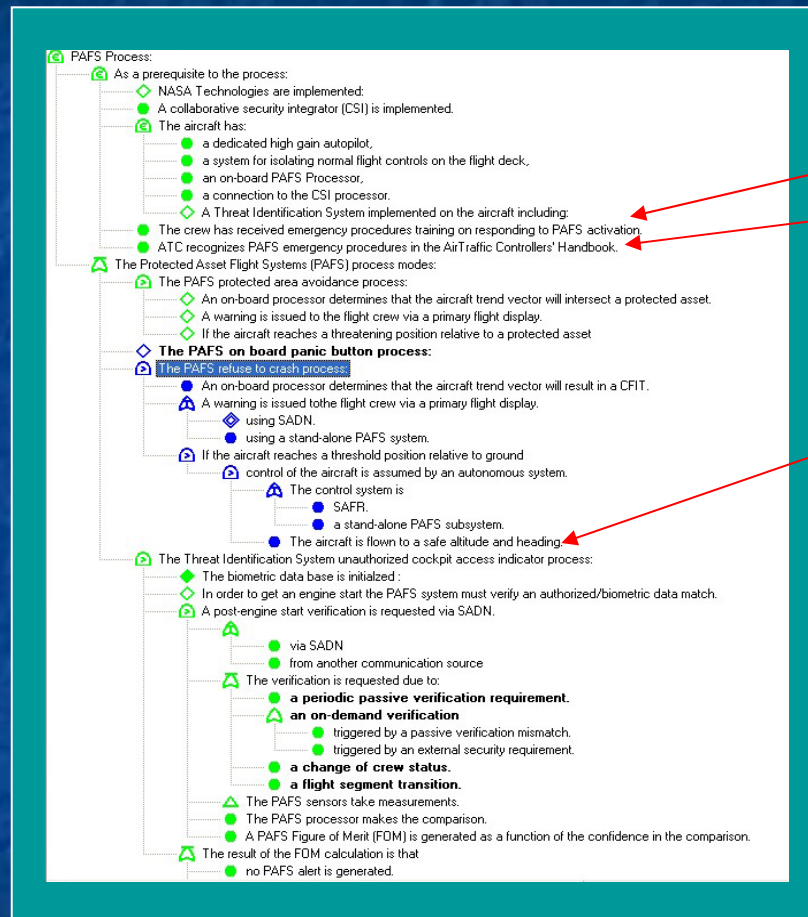 PAFS Process:
As a prerequisite to the process:
NASA Technologies are implemented:
A collaborative security integrator (CSI) is implemented.
The aircraft has:
a dedicated high gain autopilot,
a system for isolating normal flight controls on the flight deck,
an on-board PAFS Processor,
a connection to the CSI processor.
A Threat Identification System implemented on the aircraft including:
The crew has received emergency procedures training on responding to PAFS activation.
ATC recognizes PAFS emergency procedures in the AirTraffic Controllers' Handbook.
The Protected Asset Flight Systems (PAFS) process modes:
The PAFS protected area avoidance process:
An on-board processor determines that the aircraft trend vector will intersect a protected asset.
A warning is issued to the flight crew via a primary flight display.
If the aircraft reaches a threatening position relative to a protected asset
The PAFS on board panic button process:
The PAFS refuse to crash process:
An on-board processor determines that the aircraft trend vector will result in a CFIT.
A warning is issued tothe flight crew via a primary flight display.
using SADN.
using a stand-alone PAFS system.
If the aircraft reaches a threshold position relative to ground
control of the aircraft is assumed by an autonomous system.
The control system is
SAFR.
a stand-alone PAFS subsystem.
The aircraft is flown to a safe altitude and heading.
The Threat Identification System unauthorized cockpit access indicator process:
The biometric data base is initialzed :
In order to get an engine start the PAFS system must verify an authorized/biometric data match.
A post-engine start verification is requested via SADN.
via SADN
from another communication source
The verification is requested due to:
a periodic passive verification requirement.
an on-demand verification
triggered by a passive verification mismatch.
triggered by an external security requirement.
a change of crew status.
a flight segment transition.
The PAFS sensors take measurements.
The PAFS processor makes the comparison.
A PAFS Figure of Merit (FOM) is generated as a function of the confidence in the comparison.
The result of the FOM calculation is that
no PAFS alert is generated.